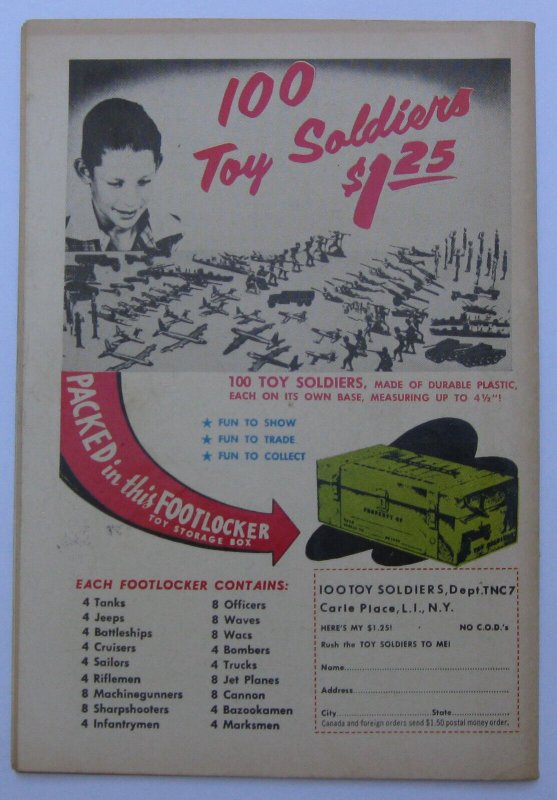 100
Toy Soldiers
$1.25
100 TOY SOLDIERS, MADE OF DURABLE PLASTIC,
EACH ON ITS OWN BASE, MEASURING UP TO 4½"!
★ FUN TO SHOW
★ FUN TO TRADE
★ FUN TO COLLECT
PACKED in this FOOTLOCKER
TOY STORAGE BOX
PROPERTY OF
EACH FOOTLOCKER CONTAINS:
4 Tanks
4 Jeeps
4 Battleships
4 Cruisers
4 Sailors
4 Riflemen
8 Machinegunners
8 Sharpshooters
4 Infantrymen
8 Officers
8 Waves
8 Wacs
4 Bombers
4 Trucks
8 Jet Planes
8 Cannon
4 Bazookamen
4 Marksmen
100 TOY SOLDIERS, Dept. TNC7
Carle Place, L.I., N.Y.
HERE'S MY $1.25! NO C.O.D.'s
Rush the TOY SOLDIERS TO ME!
Name
Address
City State
Canada and foreign orders send $1.50 postal money order.